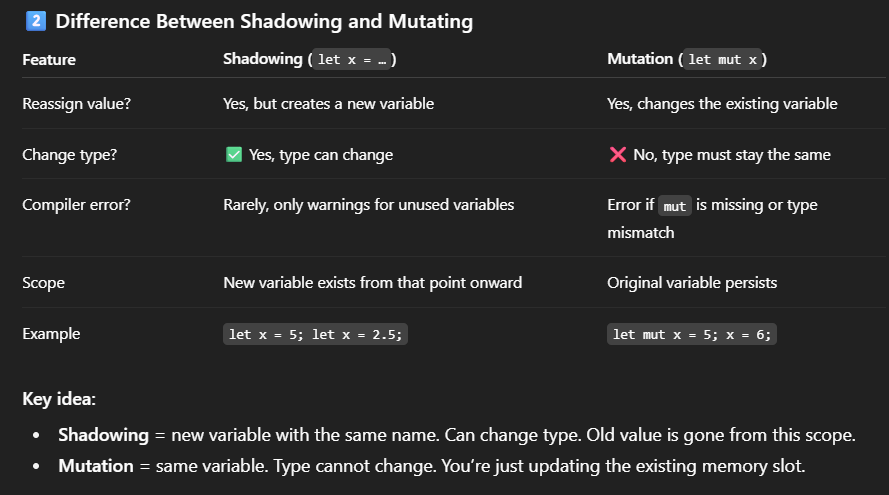 2 Difference Between Shadowing and Mutating
Feature Shadowing (let x = …) Mutation (let mut x)
Reassign value? Yes, but creates a new variable Yes, changes the existing variable
Change type? ✅ Yes, type can change ❌ No, type must stay the same
Compiler error? Rarely, only warnings for unused variables Error if mut is missing or type
mismatch
Scope New variable exists from that point onward Original variable persists
Example let x = 5; let x = 2.5; let mut x = 5; x = 6;
Key idea:
• Shadowing = new variable with the same name. Can change type. Old value is gone from this scope.
• Mutation = same variable. Type cannot change. You’re just updating the existing memory slot.